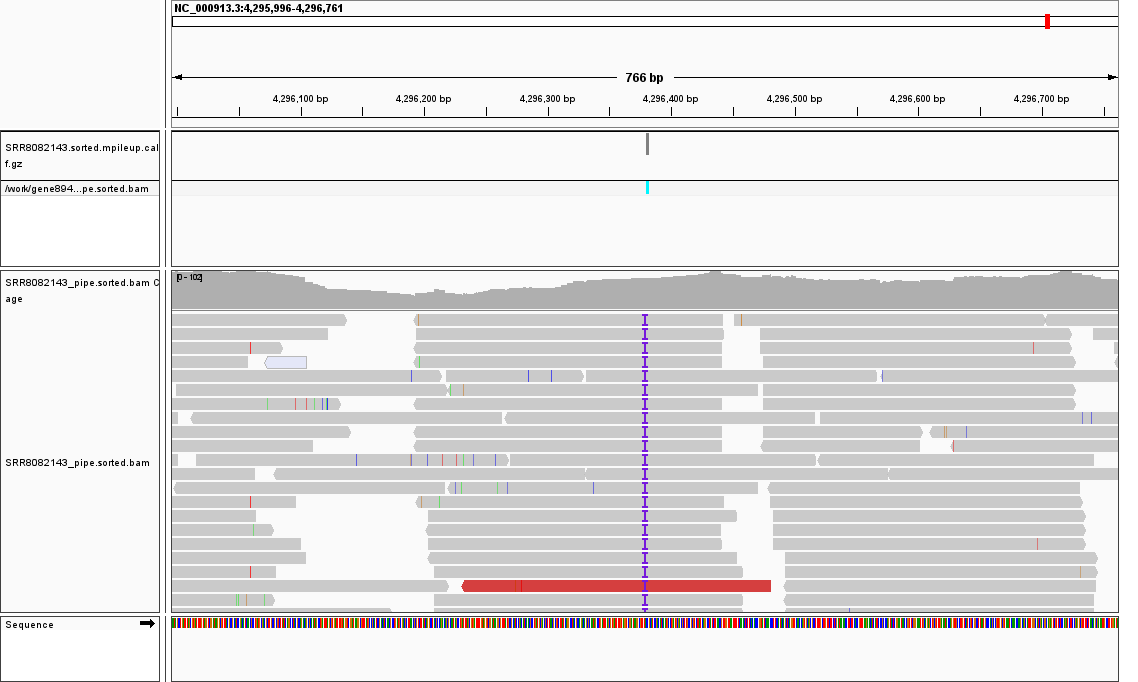 NC_000913.3:4,295,996-4,296,761
766 bp
4,296,100 bp 4,296,200 bp 4,296,300 bp 4,296,400 bp 4,296,500 bp 4,296,600 bp 4,296,700 bp
SRR8082143.sorted.mpileup.cal
f.gz
/work/gene894...pe.sorted.bam
[0 - 102]
SRR8082143_pipe.sorted.bam C
age
SRR8082143_pipe.sorted.bam
Sequence